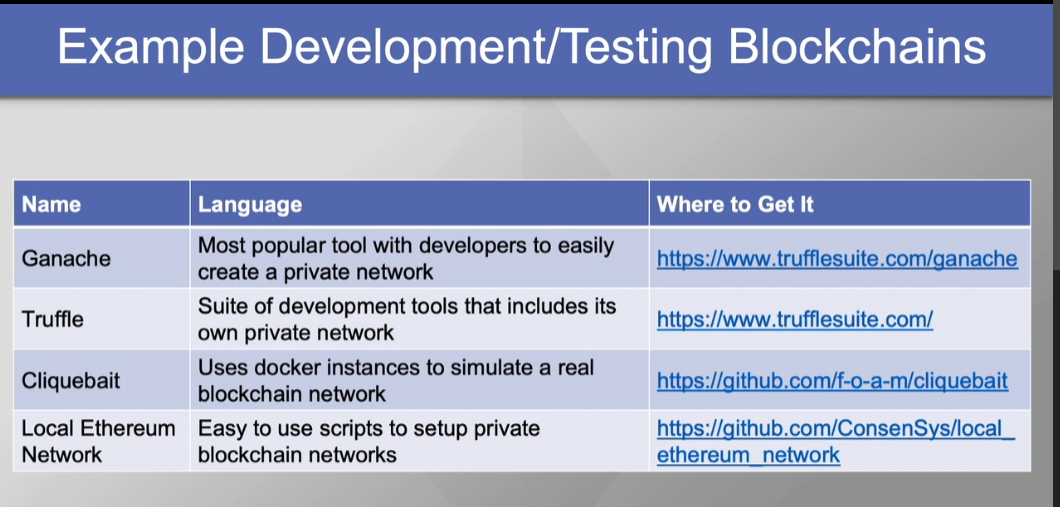 Example Development/Testing Blockchains
Name
Language
Where to Get It
Ganache
Most popular tool with developers to easily
create a private network
https://www.trufflesuite.com/ganache
Truffle
Suite of development tools that includes its
own private network
https://www.trufflesuite.com/
Cliquebait
Uses docker instances to simulate a real
blockchain network
https://github.com/f-o-a-m/cliquebait
Local Ethereum
Network
Easy to use scripts to setup private
blockchain networks
https://github.com/ConsenSys/local_
ethereum_network